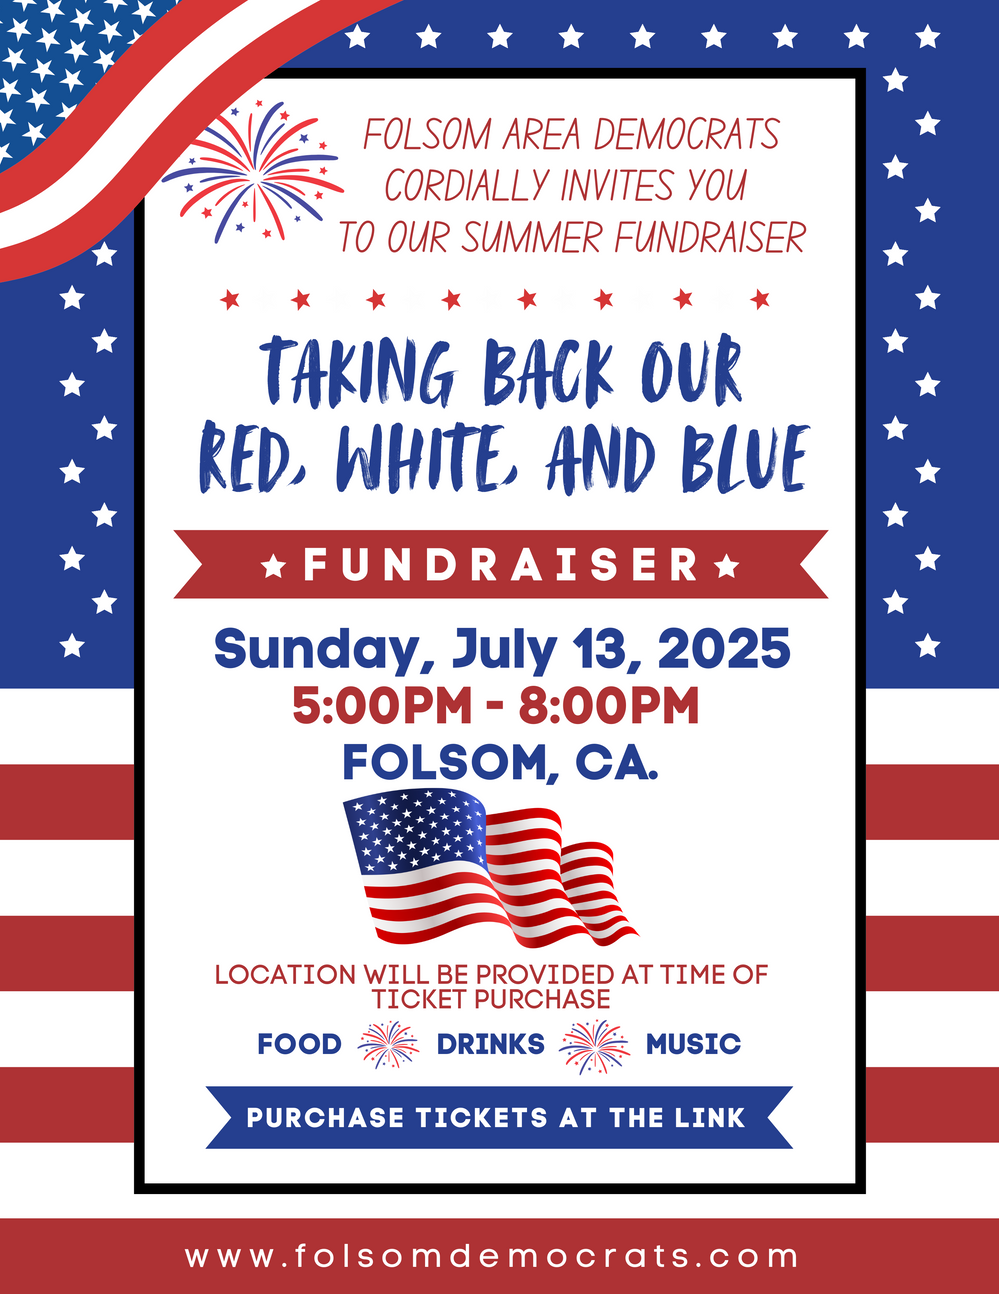 FOLSOM AREA DEMOCRATS
CORDIALLY INVITES YOU
TO OUR SUMMER FUNDRAISER
TAKING BACK OUR
RED, WHITE, AND BLUE
FUNDRAISER
Sunday, July 13, 2025
5:00PM - 8:00PM
FOLSOM, CA.
LOCATION WILL BE PROVIDED AT TIME OF
TICKET PURCHASE
FOOD DRINKS MUSIC
PURCHASE TICKETS AT THE LINK
www.folsomdemocrats.com